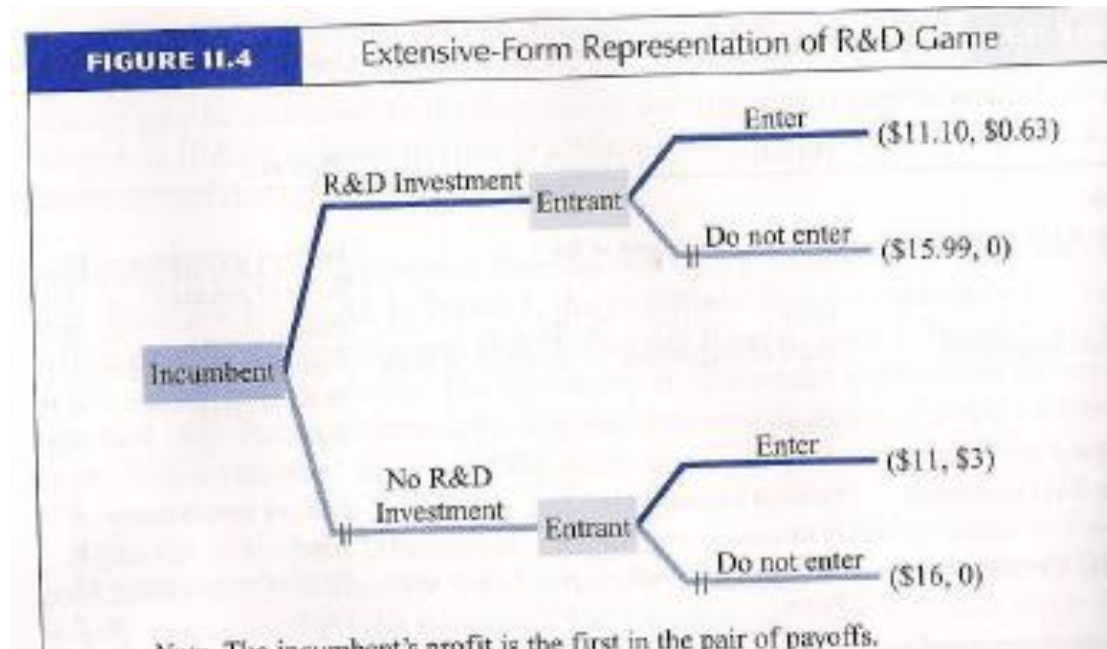 FIGURE 11.4
Extensive-Form Representation of R&D Game
Enter
($11.10, $0.63)
R&D Investment
Entrant
Do not enter
($15.99, 0)
Incumbent
Enter
($11, $3)
No R&D
Investment
Entrant
Do not enter
($16, 0)
Note. The incumbent's profit is the first in the pair of payoffs.